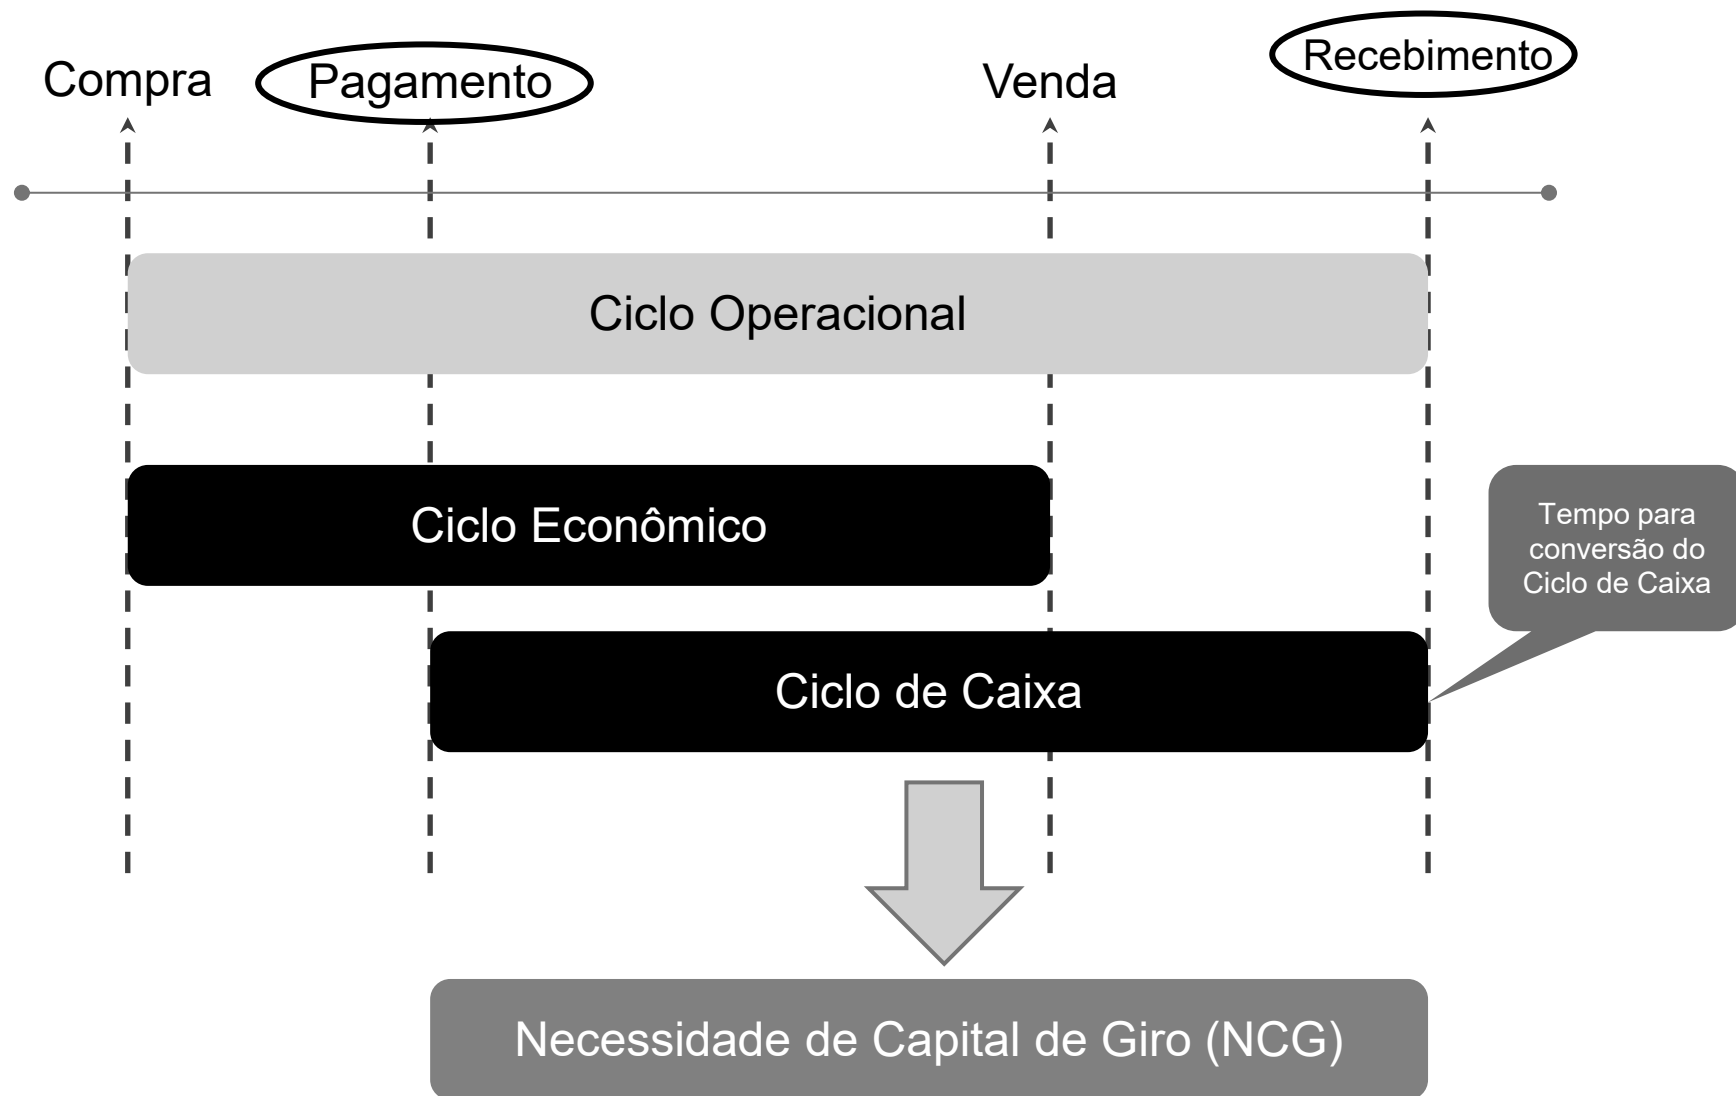 Compra
Pagamento
Venda
Recebimento
Ciclo Operacional
Ciclo Econômico
Tempo para
conversão do
Ciclo de Caixa
Ciclo de Caixa
Necessidade de Capital de Giro (NCG)